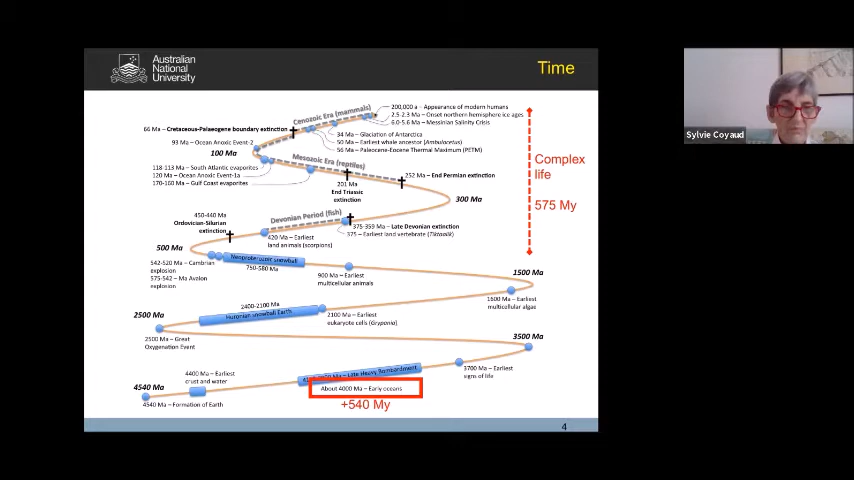 Australian
National
University
Time
Cenozoic Era (mammals)
200,000 a - Appearance of modern humans
2.5-2.3 Ma - Onset northern hemisphere ice ages
6.0-5.6 Ma - Messinian Salinity Crisis
66 Ma - Cretaceous-Palaeogene boundary extinction
34 Ma - Glaciation of Antarctica
50 Ma - Earliest whale ancestor (Ambulocetus)
56 Ma - Paleocene-Eocene Thermal Maximum (PETM)
93 Ma - Ocean Anoxic Event-2
100 Ma
Mesozoic Era (reptiles)
118-113 Ma - South Atlantic evaporites
120 Ma - Ocean Anoxic Event-1a
170-160 Ma - Gulf Coast evaporites
201 Ma
End Triassic
extinction
252 Ma - End Permian extinction
300 Ma
Complex
life
575 My
450-440 Ma
Ordovician-Silurian
extinction
Devonian Period (fish)
375-359 Ma - Late Devonian extinction
375 - Earliest land vertebrate (Tiktaalik)
420 Ma - Earliest
land animals (scorpions)
500 Ma
542-520 Ma - Cambrian
explosion
575-542 - Ma Avalon
explosion
Neoproterozoic snowball
750-580 Ma
900 Ma - Earliest
multicellular animals
1500 Ma
1600 Ma - Earliest
multicellular algae
2500 Ma
2400-2100 Ma
Huronian snowball Earth
2100 Ma - Earliest
eukaryote cells (Grypania)
2500 Ma - Great
Oxygenation Event
3500 Ma
3700 Ma - Earliest
signs of life
4400 Ma - Earliest
crust and water
Ma - Late Heavy Bombardment
About 4000 Ma - Early oceans
+540 My
4540 Ma
4540 Ma - Formation of Earth
4
Sylvie Coyaud